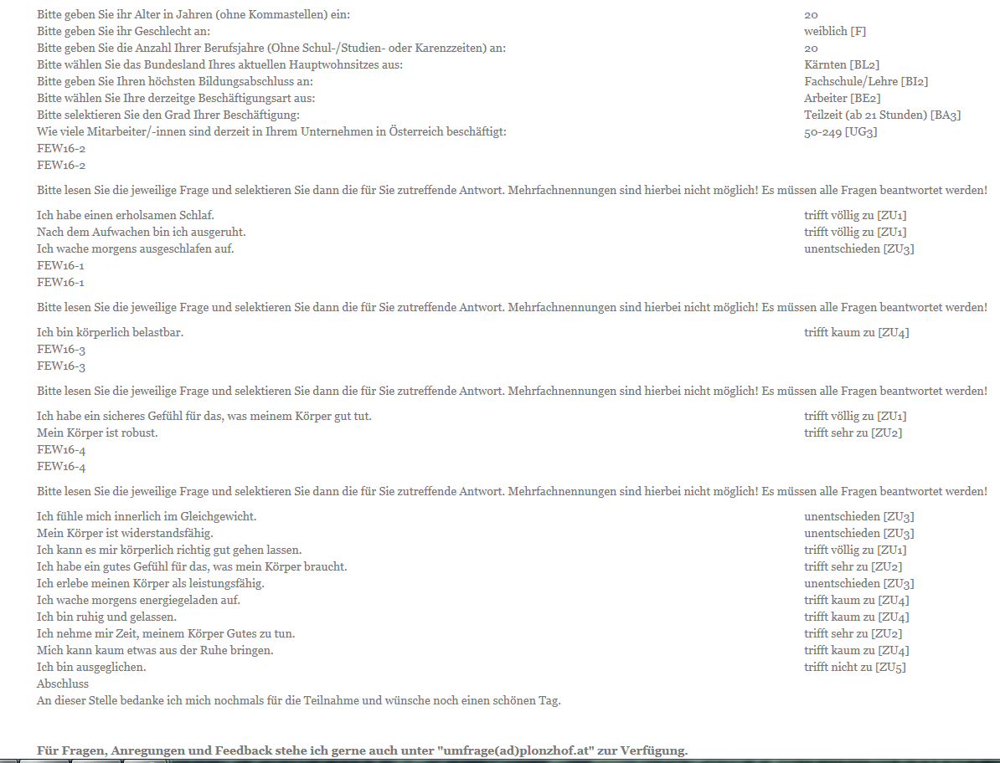 Bitte geben Sie ihr Alter in Jahren (ohne Kommastellen) ein: 20
Bitte geben Sie ihr Geschlecht an: weiblich [F]
Bitte geben Sie die Anzahl Ihrer Berufsjahre (Ohne Schul-/Studien- oder Karenzzeiten) an: 20
Bitte wählen Sie das Bundesland Ihres aktuellen Hauptwohnsitzes aus: Kärnten [BL2]
Bitte geben Sie Ihren höchsten Bildungsabschluss an: Fachschule/Lehre [BI2]
Bitte wählen Sie Ihre derzeitge Beschäftigungsart aus: Arbeiter [BE2]
Bitte selektieren Sie den Grad Ihrer Beschäftigung: Teilzeit (ab 21 Stunden) [BA3]
Wie viele Mitarbeiter/-innen sind derzeit in Ihrem Unternehmen in Österreich beschäftigt: 50-249 [UG3]
FEW16-2
FEW16-2
Bitte lesen Sie die jeweilige Frage und selektieren Sie dann die für Sie zutreffende Antwort. Mehrfachnennungen sind hierbei nicht möglich! Es müssen alle Fragen beantwortet werden!
Ich habe einen erholsamen Schlaf. trifft völlig zu [ZU1]
Nach dem Aufwachen bin ich ausgeruht. trifft völlig zu [ZU1]
Ich wache morgens ausgeschlafen auf. unentschieden [ZU3]
FEW16-1
FEW16-1
Bitte lesen Sie die jeweilige Frage und selektieren Sie dann die für Sie zutreffende Antwort. Mehrfachnennungen sind hierbei nicht möglich! Es müssen alle Fragen beantwortet werden!
Ich bin körperlich belastbar. trifft kaum zu [ZU4]
FEW16-3
FEW16-3
Bitte lesen Sie die jeweilige Frage und selektieren Sie dann die für Sie zutreffende Antwort. Mehrfachnennungen sind hierbei nicht möglich! Es müssen alle Fragen beantwortet werden!
Ich habe ein sicheres Gefühl für das, was meinem Körper gut tut. trifft völlig zu [ZU1]
Mein Körper ist robust. trifft sehr zu [ZU2]
FEW16-4
FEW16-4
Bitte lesen Sie die jeweilige Frage und selektieren Sie dann die für Sie zutreffende Antwort. Mehrfachnennungen sind hierbei nicht möglich! Es müssen alle Fragen beantwortet werden!
Ich fühle mich innerlich im Gleichgewicht. unentschieden [ZU3]
Mein Körper ist widerstandsfähig. unentschieden [ZU3]
Ich kann es mir körperlich richtig gut gehen lassen. trifft völlig zu [ZU1]
Ich habe ein gutes Gefühl für das, was mein Körper braucht. trifft sehr zu [ZU2]
Ich erlebe meinen Körper als leistungsfähig. unentschieden [ZU3]
Ich wache morgens energiegeladen auf. trifft kaum zu [ZU4]
Ich bin ruhig und gelassen. trifft kaum zu [ZU4]
Ich nehme mir Zeit, meinem Körper Gutes zu tun. trifft sehr zu [ZU2]
Mich kann kaum etwas aus der Ruhe bringen. trifft kaum zu [ZU4]
Ich bin ausgeglichen. trifft nicht zu [ZU5]
Abschluss
An dieser Stelle bedanke ich mich nochmals für die Teilnahme und wünsche noch einen schönen Tag.
Für Fragen, Anregungen und Feedback stehe ich gerne auch unter "umfrage(ad)plonzhof.at" zur Verfügung.